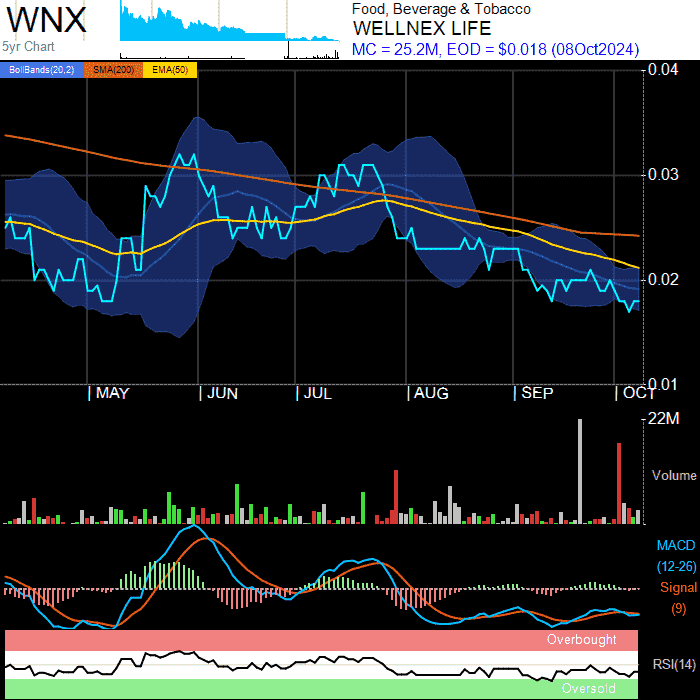 WNX
5yr Chart
Food, Beverage & Tobacco
WELLNEX LIFE
MC = 25.2M, EOD = $0.018 (08Oct2024)
BollBands(20,2) SMA(200) EMA(50)
0.04
0.03
0.02
0.01
MAY JUN JUL AUG SEP OCT
22M
Volume
MACD
(12-26)
Signal
(9)
Overbought
RSI(14)
Oversold